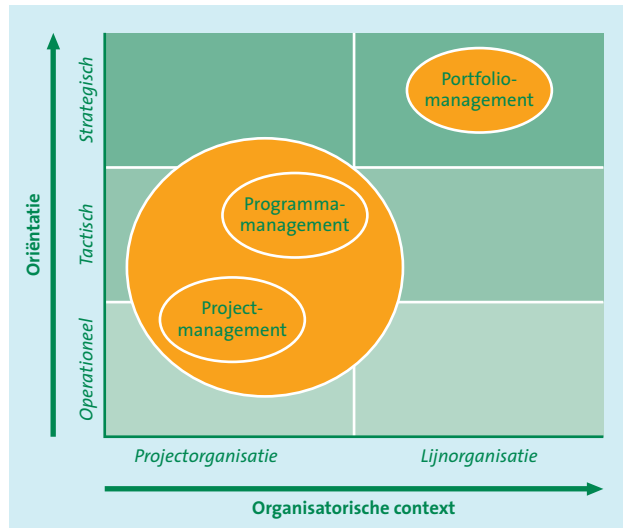 Oriëntatie
Strategisch
Tactisch
Operationeel
Portfolio-
management
Programma-
management
Project-
management
Projectorganisatie
Lijnorganisatie
Organisatorische context